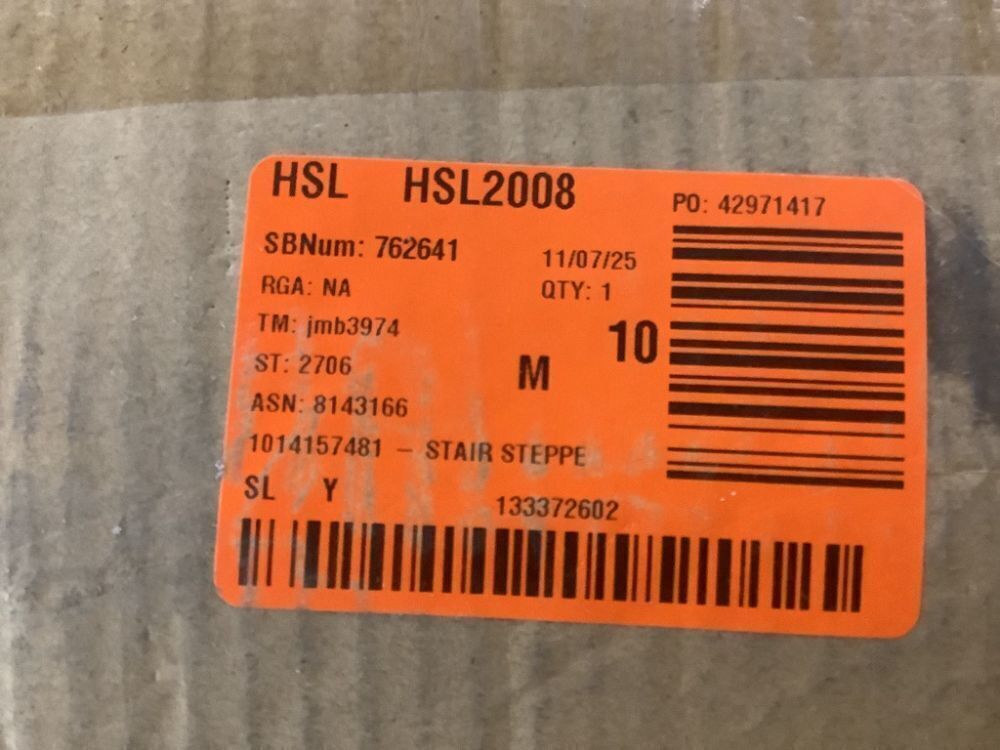 HSL HSL2008
PO: 42971417
SBNum: 762641 11/07/25
RGA: NA QTY: 1
TM: jmb3974 10
ST: 2706 M
ASN: 8143166
1014157481 – STAIR STEPPE
SL Y 133372602